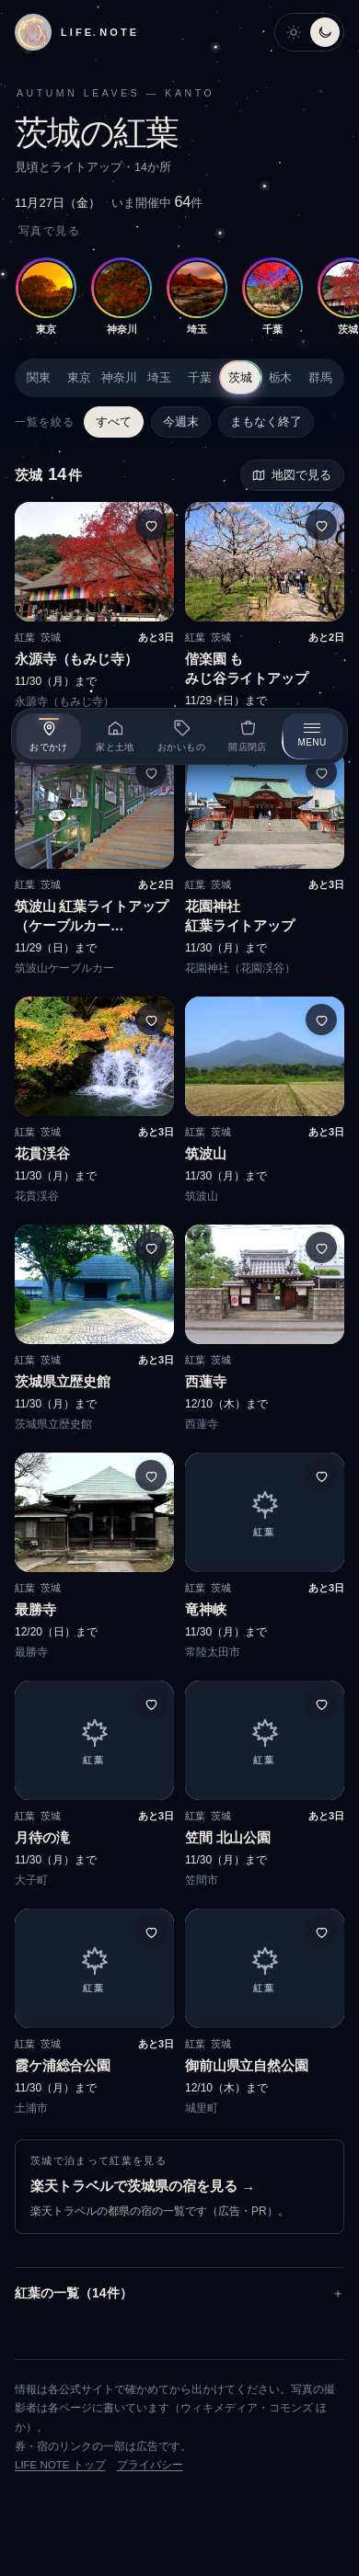 LIFE.NOTE
AUTUMN LEAVES — KANTO
茨城の紅葉
見頃とライトアップ・14か所
11月27日（金） いま開催中 64件
写真で見る
東京 神奈川 埼玉 千葉 茨城
関東 東京 神奈川 埼玉 千葉 茨城 栃木 群馬
一覧を絞る すべて 今週末 まもなく終了
茨城 14件 地図で見る
紅葉 茨城 あと3日
永源寺（もみじ寺）
11/30（月）まで
永源寺（もみじ寺）
紅葉 茨城 あと2日
偕楽園 も
みじ谷ライトアップ
11/29（日）まで
おでかけ 家と土地 おかいもの 開店閉店 MENU
紅葉 茨城 あと2日
筑波山 紅葉ライトアップ
（ケーブルカー…
11/29（日）まで
筑波山ケーブルカー
紅葉 茨城 あと3日
花園神社
紅葉ライトアップ
11/30（月）まで
花園神社（花園渓谷）
紅葉 茨城 あと3日
花貫渓谷
11/30（月）まで
花貫渓谷
紅葉 茨城 あと3日
筑波山
11/30（月）まで
筑波山
紅葉 茨城 あと3日
茨城県立歴史館
11/30（月）まで
茨城県立歴史館
紅葉 茨城
西蓮寺
12/10（木）まで
西蓮寺
紅葉 茨城
最勝寺
12/20（日）まで
最勝寺
紅葉
紅葉 茨城 あと3日
竜神峡
11/30（月）まで
常陸太田市
紅葉
紅葉 茨城 あと3日
月待の滝
11/30（月）まで
大子町
紅葉
紅葉 茨城 あと3日
笠間 北山公園
11/30（月）まで
笠間市
紅葉
紅葉 茨城 あと3日
霞ケ浦総合公園
11/30（月）まで
土浦市
紅葉
紅葉 茨城
御前山県立自然公園
12/10（木）まで
城里町
茨城で泊まって紅葉を見る
楽天トラベルで茨城県の宿を見る →
楽天トラベルの都県の宿の一覧です（広告・PR）。
紅葉の一覧（14件） +
情報は各公式サイトで確かめてから出かけてください。写真の撮
影者は各ページに書いています（ウィキメディア・コモンズ ほ
か）。
券・宿のリンクの一部は広告です。
LIFE NOTE トップ プライバシー